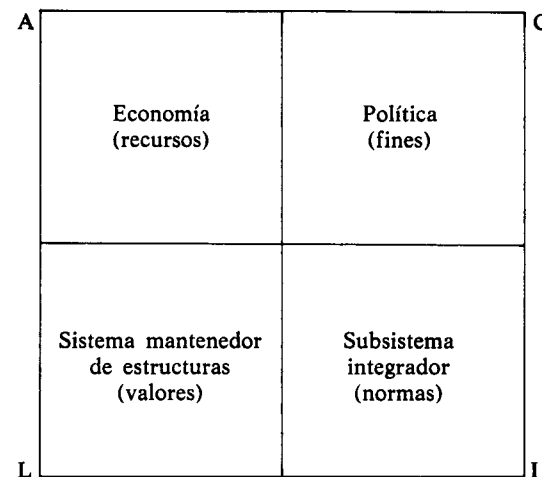 A
Economía
(recursos)
Política
(fines)
Sistema mantenedor
de estructuras
(valores)
Subsistema
integrador
(normas)
L
I